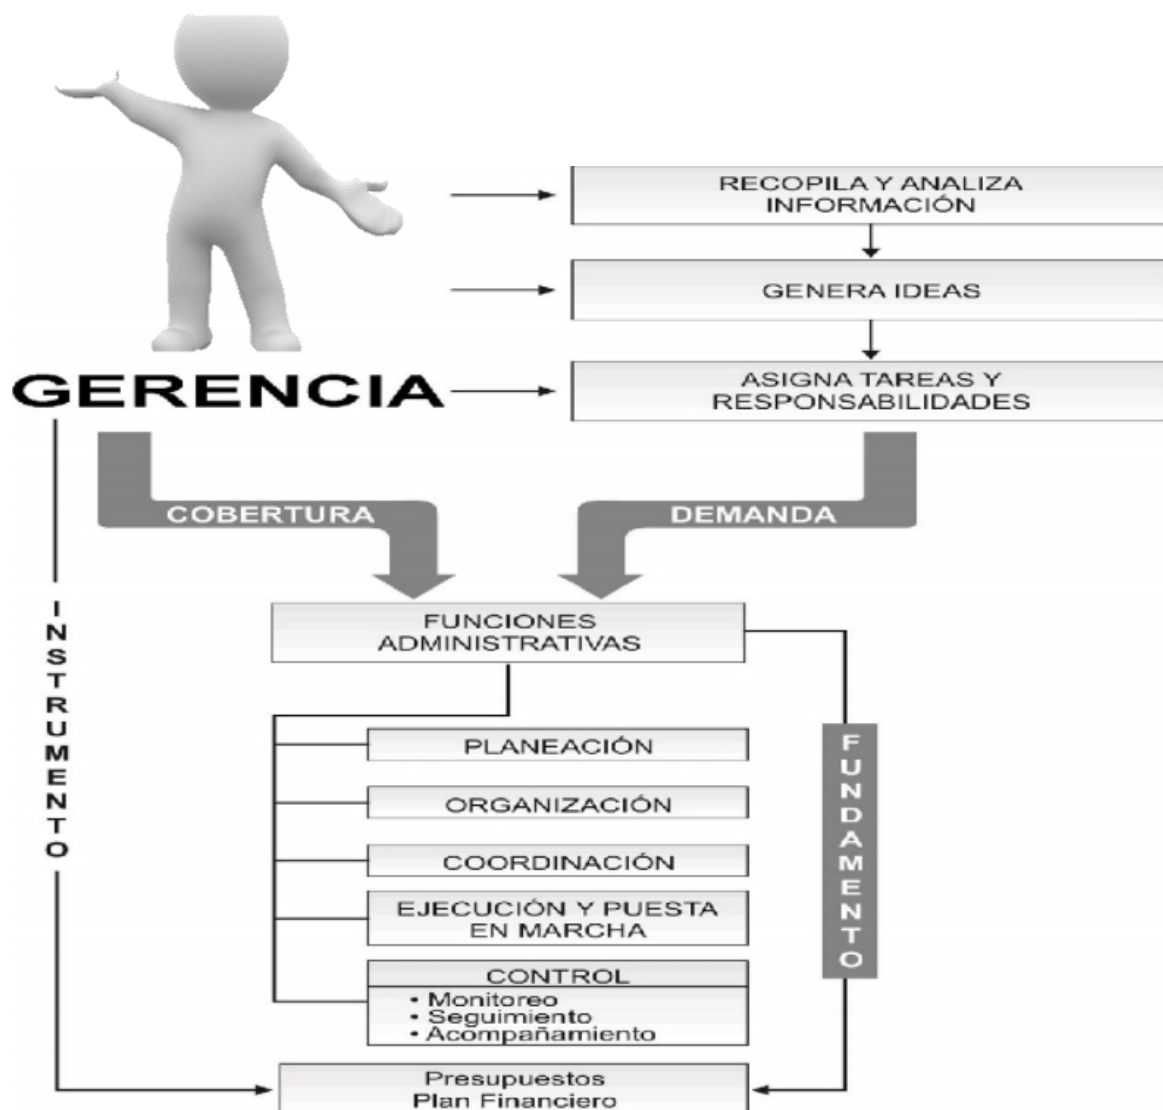 RECOPILA Y ANALIZA
INFORMACIÓN
GENERA IDEAS
GERENCIA
ASIGNA TAREAS Y
RESPONSABILIDADES
COBERTURA
DEMANDA
INSTRUMENTO
FUNCIONES
ADMINISTRATIVAS
PLANEACIÓN
ORGANIZACIÓN
COORDINACIÓN
EJECUCIÓN Y PUESTA
EN MARCHA
CONTROL
• Monitoreo
• Seguimiento
• Acompañamiento
FUNDAMENTO
Presupuestos
Plan Financiero